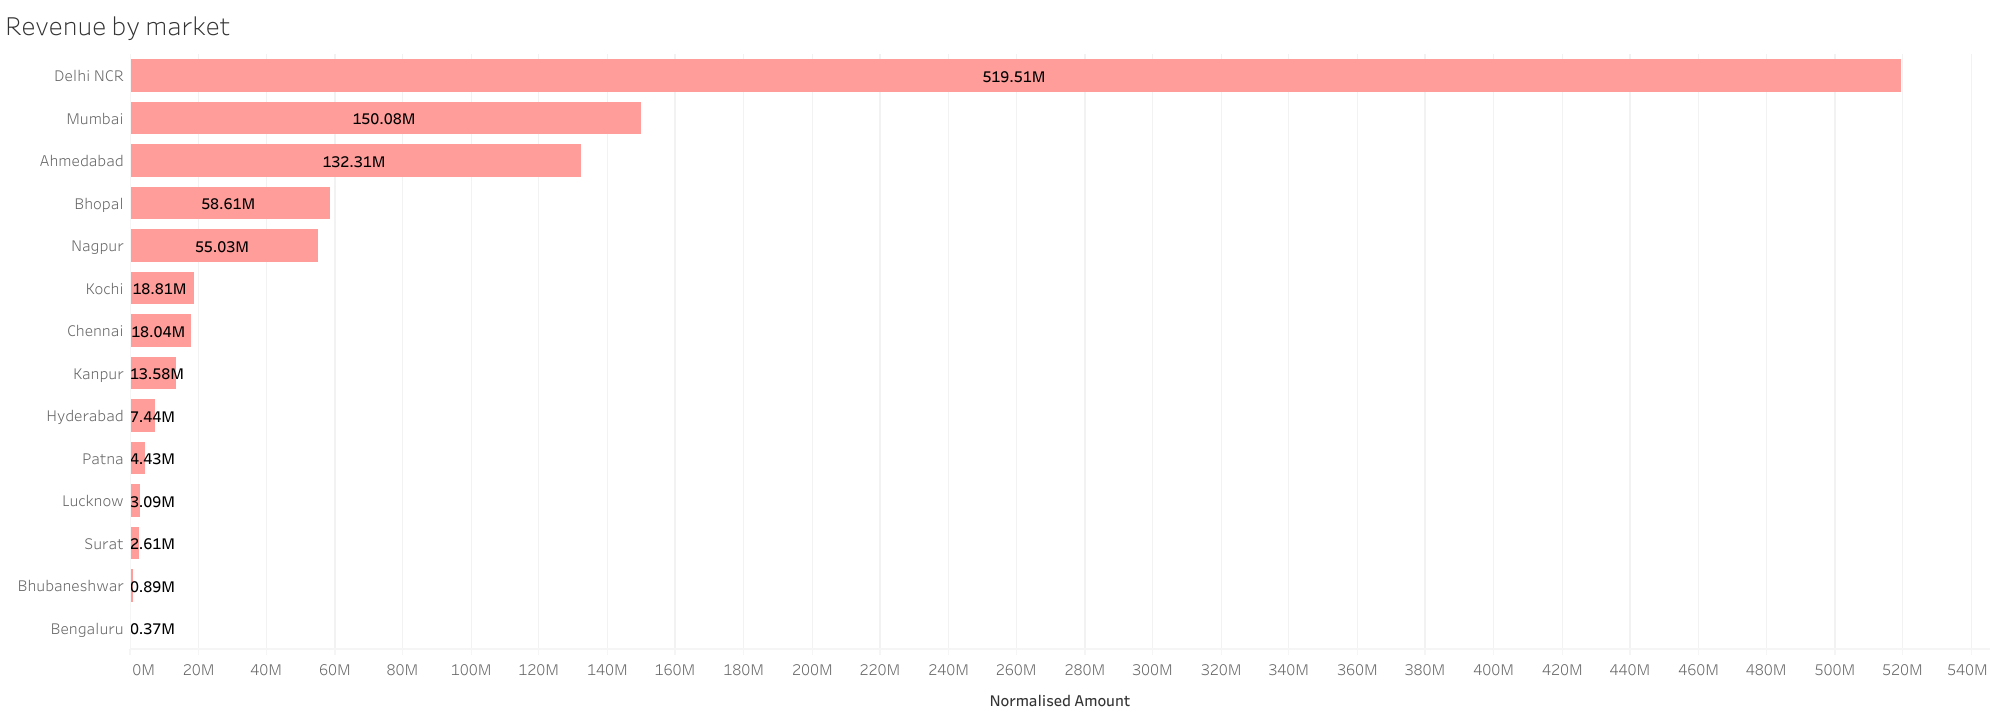 Revenue by market
Delhi NCR 519.51M
Mumbai 150.08M
Ahmedabad 132.31M
Bhopal 58.61M
Nagpur 55.03M
Kochi 18.81M
Chennai 18.04M
Kanpur 13.58M
Hyderabad 7.44M
Patna 4.43M
Lucknow 3.09M
Surat 2.61M
Bhubaneshwar 0.89M
Bengaluru 0.37M
0M 20M 40M 60M 80M 100M 120M 140M 160M 180M 200M 220M 240M 260M 280M 300M 320M 340M 360M 380M 400M 420M 440M 460M 480M 500M 520M 540M
Normalised Amount